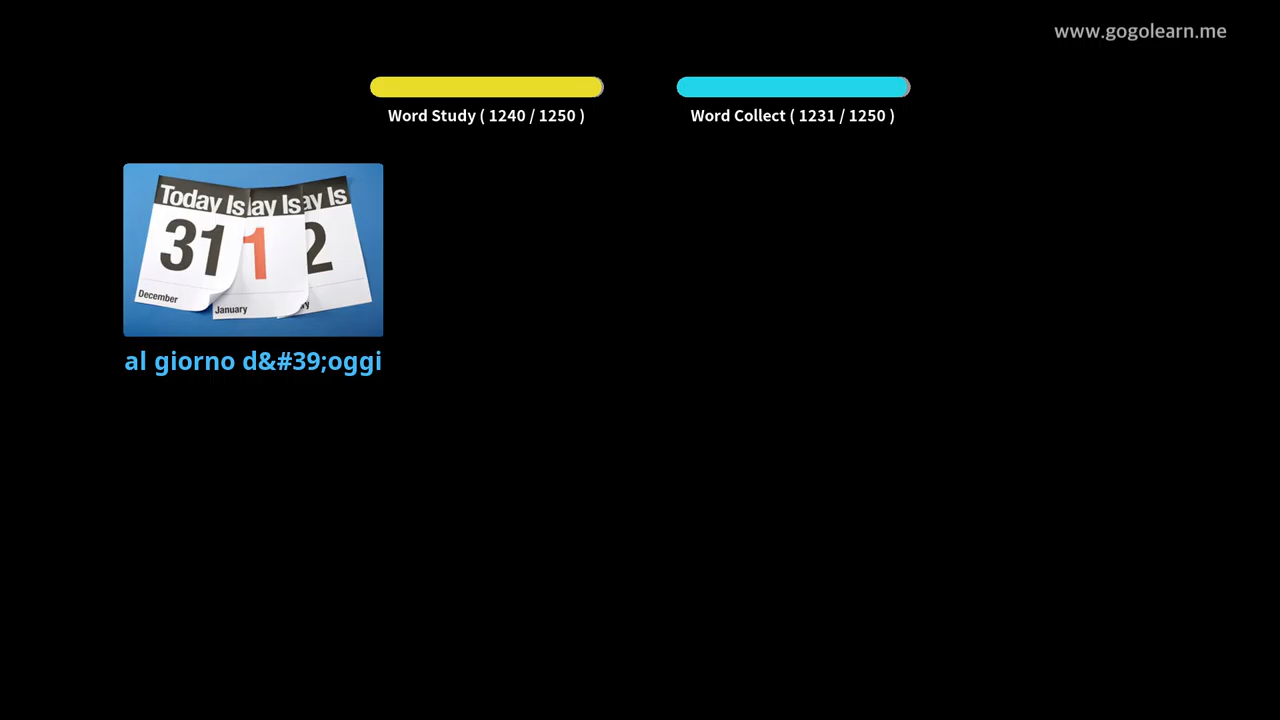 www.gogolearn.me
Word Study ( 1240 / 1250 )
Word Collect ( 1231 / 1250 )
Today Is
ay Is
ay Is
31
1
2
December
January
ry
al giorno d&#39;oggi